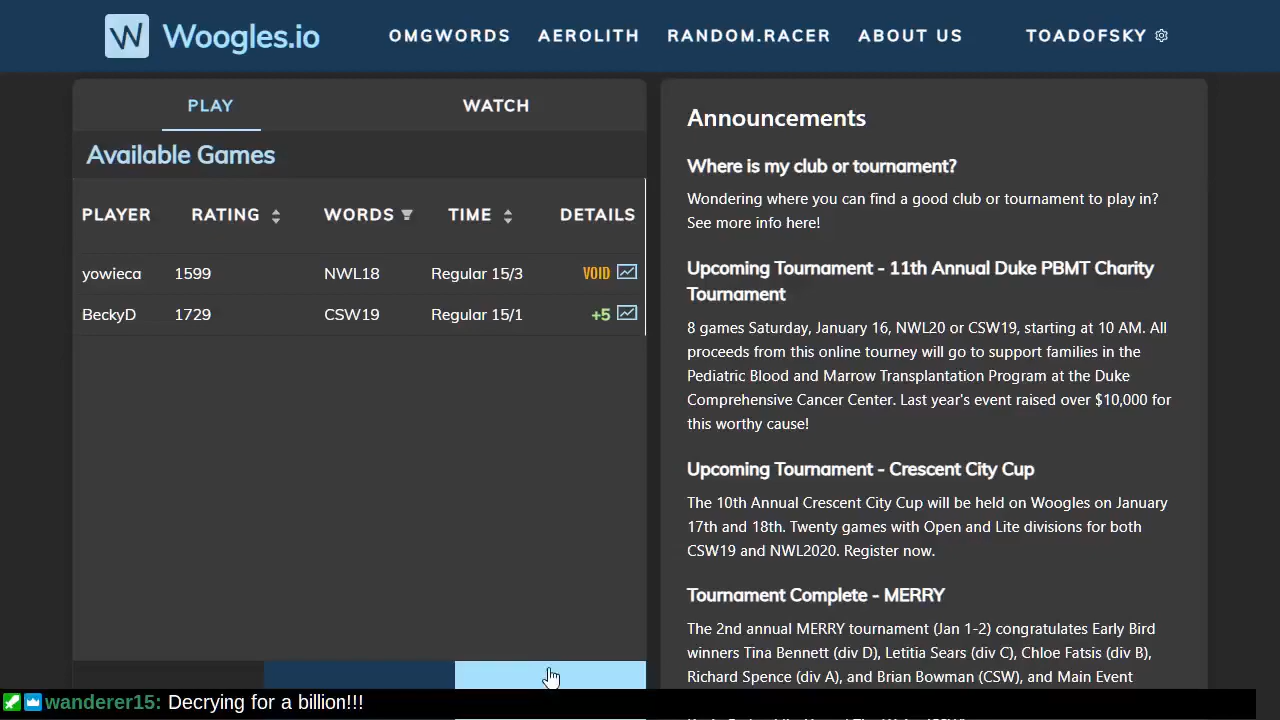 W Woogles.io OMGWORDS AEROLITH RANDOM.RACER ABOUT US TOADOFSKY
PLAY WATCH
Available Games
PLAYER RATING WORDS TIME DETAILS
yowieca 1599 NWL18 Regular 15/3 VOID
BeckyD 1729 CSW19 Regular 15/1 +5
Announcements
Where is my club or tournament?
Wondering where you can find a good club or tournament to play in?
See more info here!
Upcoming Tournament - 11th Annual Duke PBMT Charity
Tournament
8 games Saturday, January 16, NWL20 or CSW19, starting at 10 AM. All
proceeds from this online tourney will go to support families in the
Pediatric Blood and Marrow Transplantation Program at the Duke
Comprehensive Cancer Center. Last year's event raised over $10,000 for
this worthy cause!
Upcoming Tournament - Crescent City Cup
The 10th Annual Crescent City Cup will be held on Woogles on January
17th and 18th. Twenty games with Open and Lite divisions for both
CSW19 and NWL2020. Register now.
Tournament Complete - MERRY
The 2nd annual MERRY tournament (Jan 1-2) congratulates Early Bird
winners Tina Bennett (div D), Letitia Sears (div C), Chloe Fatsis (div B),
Richard Spence (div A), and Brian Bowman (CSW), and Main Event
wanderer15: Decrying for a billion!!!